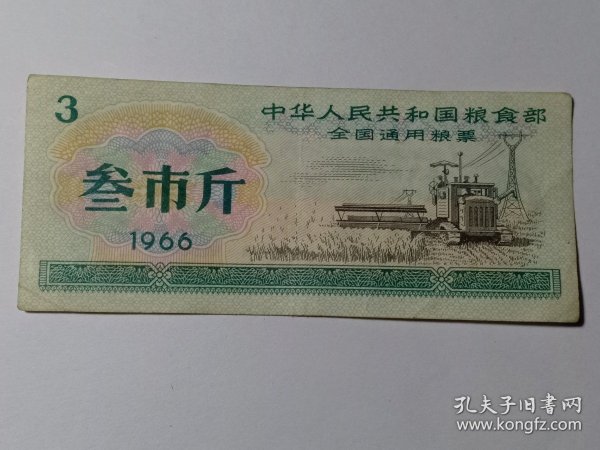 3
中华人民共和国粮食部
全国通用粮票
叁市斤
1966
孔夫子旧書网
www.kongfz.com